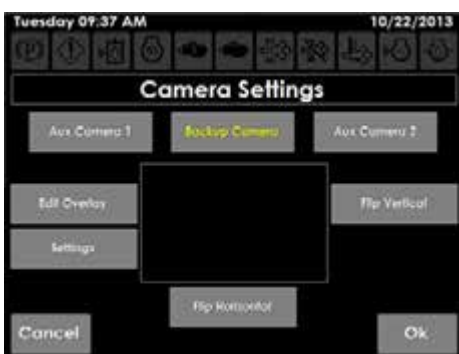 Tuesday 09:37 AM 10/22/2013
Camera Settings
Aux Camera 1 Backup Camera Aux Camera 2
Edit Overlay Flip Vertical
Settings
Flip Horizontal
Cancel Ok